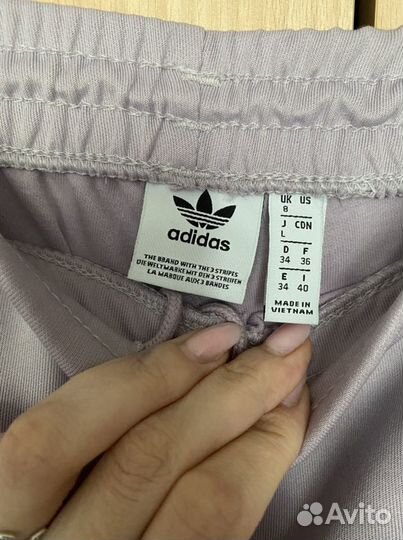 adidas
THE BRAND WITH THE 3 STRIPES
DIE WELTMARKE MIT DEN 3 STREIFEN
LA MARQUE AUX 3 BANDES
UK US
8
J CDN
L
D F
34 36
E I
34 40
MADE IN
VIETNAM
Avito